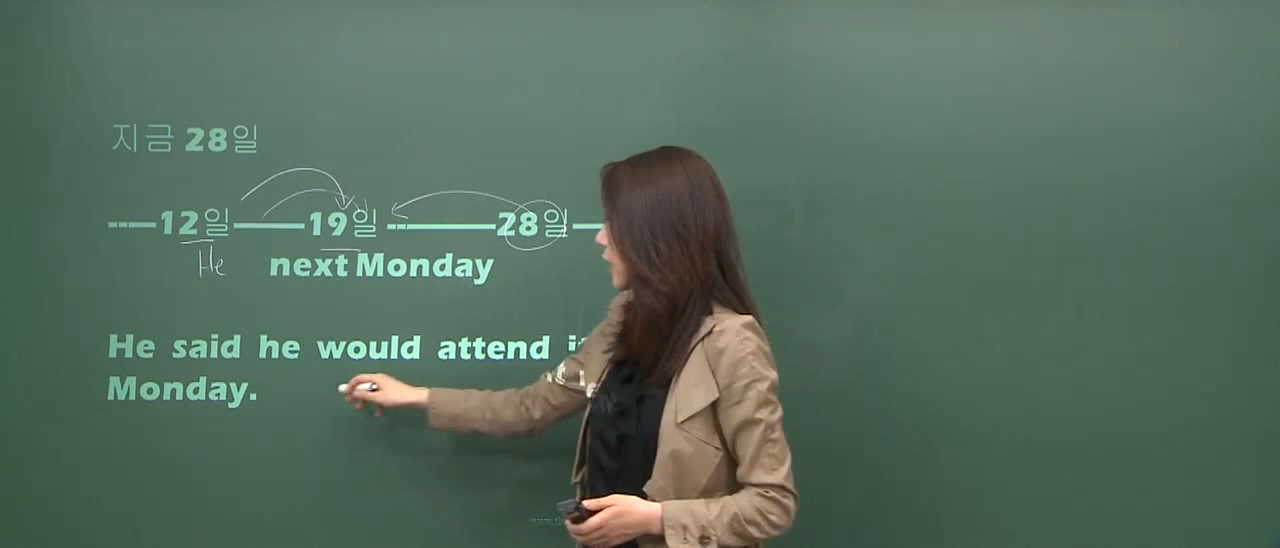 지금 28일
12일 19일 28일
He next Monday
He said he would attend
Monday.